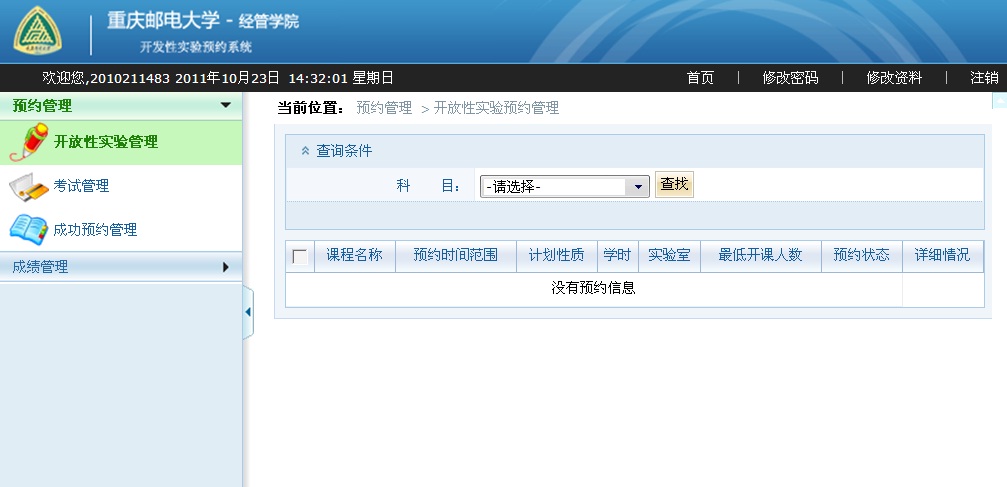 重庆邮电大学 - 经管学院
开发性实验预约系统
欢迎您,2010211483 2011年10月23日 14:32:01 星期日 首页 | 修改密码 | 修改资料 | 注销
预约管理
开放性实验管理
考试管理
成功预约管理
成绩管理
当前位置： 预约管理 >开放性实验预约管理
查询条件
科 目： -请选择- 查找
课程名称 预约时间范围 计划性质 学时 实验室 最低开课人数 预约状态 详细情况
没有预约信息